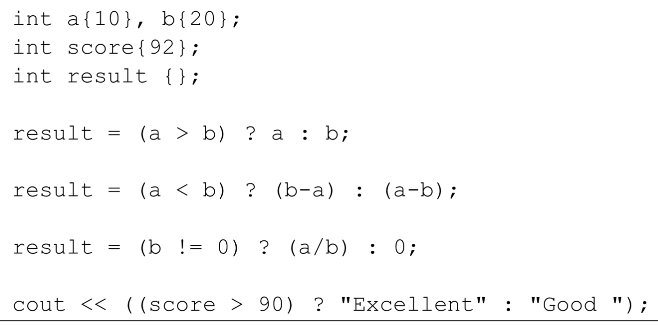 int a{10}, b{20};
int score{92};
int result {};
result = (a > b) ? a : b;
result = (a < b) ? (b-a) : (a-b);
result = (b != 0) ? (a/b) : 0;
cout << ((score > 90) ? "Excellent" : "Good ");